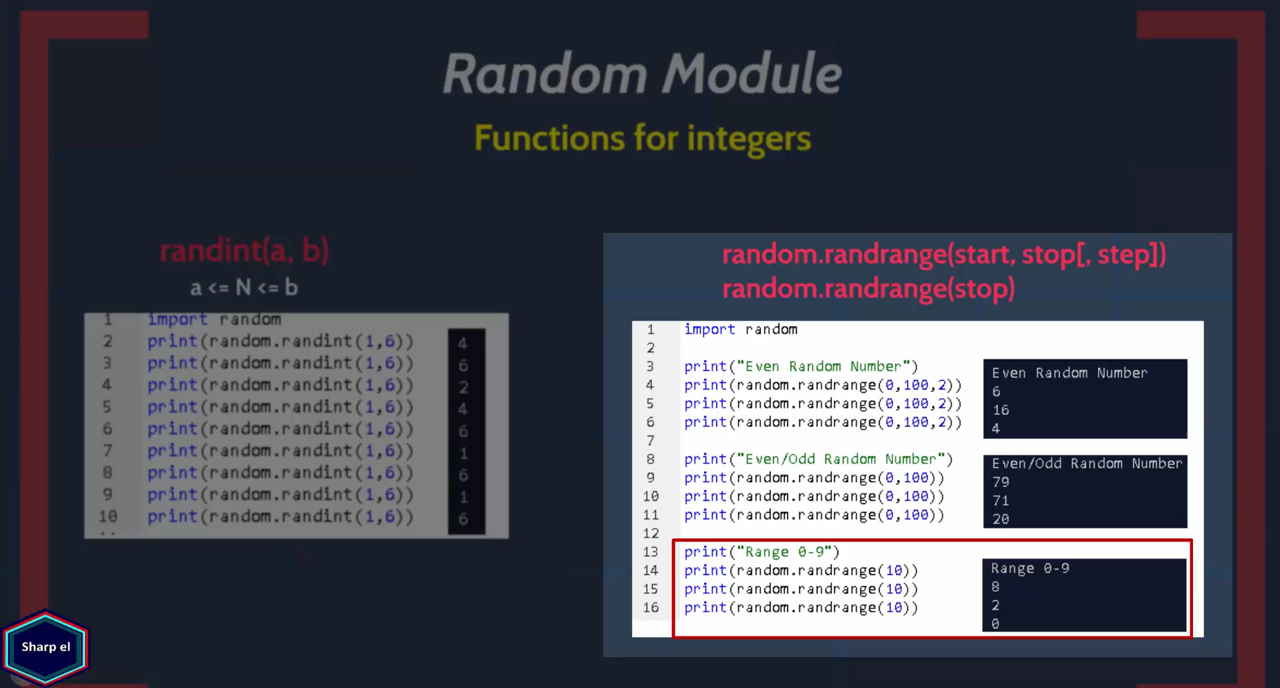 Random Module
Functions for integers
randint(a, b)
a <= N <= b
1 import random
2 print(random.randint(1,6))
3 print(random.randint(1,6))
4 print(random.randint(1,6))
5 print(random.randint(1,6))
6 print(random.randint(1,6))
7 print(random.randint(1,6))
8 print(random.randint(1,6))
9 print(random.randint(1,6))
10 print(random.randint(1,6))
4
6
2
4
6
1
6
1
6
random.randrange(start, stop[, step])
random.randrange(stop)
1 import random
2
3 print("Even Random Number")
4 print(random.randrange(0,100,2))
5 print(random.randrange(0,100,2))
6 print(random.randrange(0,100,2))
7
8 print("Even/Odd Random Number")
9 print(random.randrange(0,100))
10 print(random.randrange(0,100))
11 print(random.randrange(0,100))
12
13 print("Range 0-9")
14 print(random.randrange(10))
15 print(random.randrange(10))
16 print(random.randrange(10))
Even Random Number
6
16
4
Even/Odd Random Number
79
71
20
Range 0-9
8
2
0
Sharp el